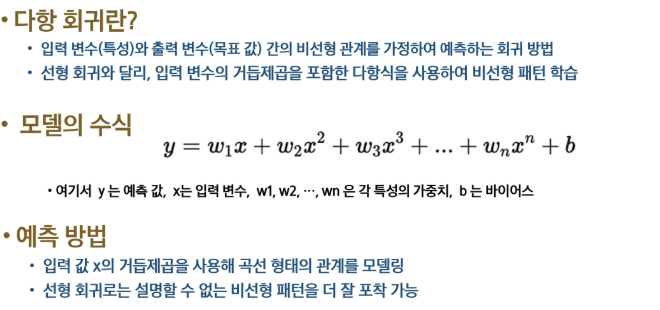 • 다항 회귀란?
• 입력 변수(특성)와 출력 변수(목표 값) 간의 비선형 관계를 가정하여 예측하는 회귀 방법
• 선형 회귀와 달리, 입력 변수의 거듭제곱을 포함한 다항식을 사용하여 비선형 패턴 학습
• 모델의 수식
y = w₁x + w₂x² + w₃x³ + ... + wₙxⁿ + b
• 여기서 y 는 예측 값, x는 입력 변수, w1, w2, …, wn 은 각 특성의 가중치, b 는 바이어스
• 예측 방법
• 입력 값 x의 거듭제곱을 사용해 곡선 형태의 관계를 모델링
• 선형 회귀로는 설명할 수 없는 비선형 패턴을 더 잘 포착 가능